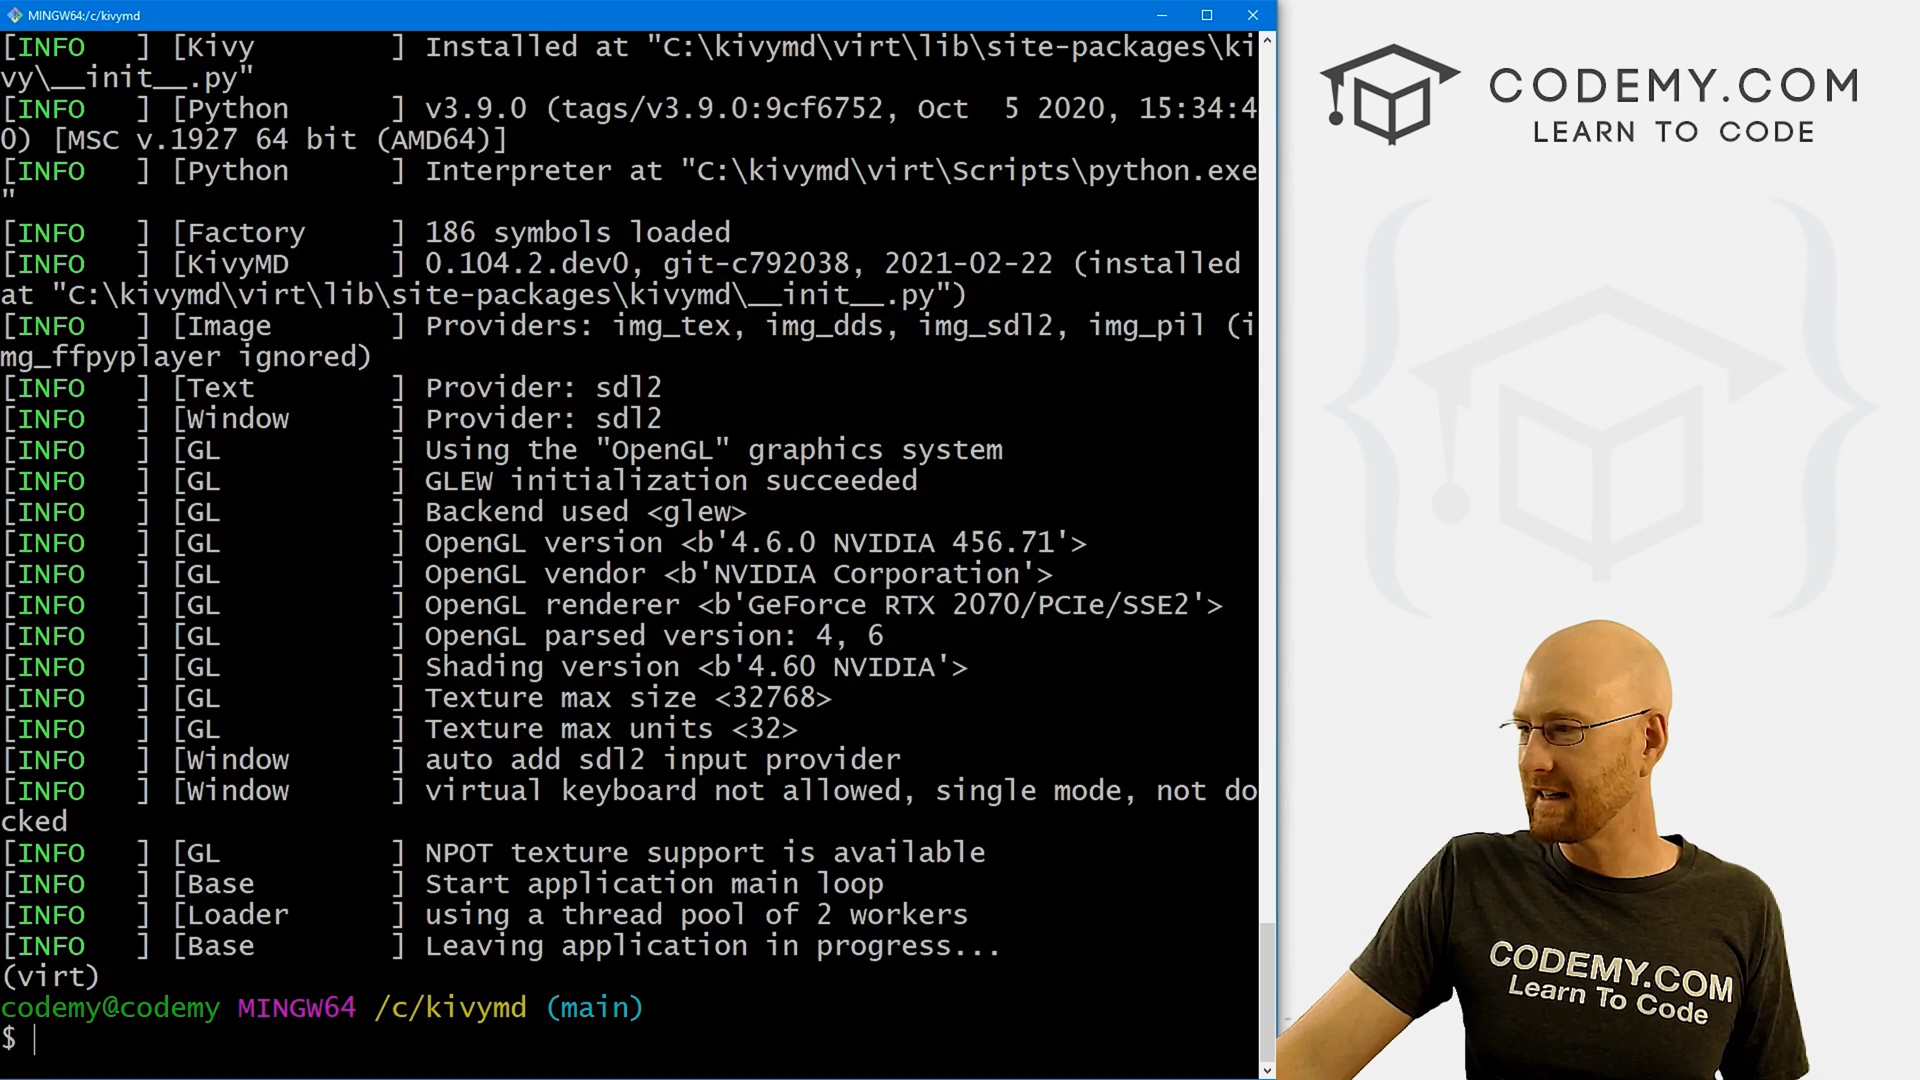 MINGW64:/c/kivymd
[INFO   ] [Kivy        ] Installed at "C:\kivymd\virt\lib\site-packages\ki
vy\__init__.py"
[INFO   ] [Python      ] v3.9.0 (tags/v3.9.0:9cf6752, Oct  5 2020, 15:34:4
0) [MSC v.1927 64 bit (AMD64)]
[INFO   ] [Python      ] Interpreter at "C:\kivymd\virt\Scripts\python.exe
"
[INFO   ] [Factory     ] 186 symbols loaded
[INFO   ] [KivyMD      ] 0.104.2.dev0, git-c792038, 2021-02-22 (installed
at "C:\kivymd\virt\lib\site-packages\kivymd\__init__.py")
[INFO   ] [Image       ] Providers: img_tex, img_dds, img_sdl2, img_pil (i
mg_ffpyplayer ignored)
[INFO   ] [Text        ] Provider: sdl2
[INFO   ] [Window      ] Provider: sdl2
[INFO   ] [GL          ] Using the "OpenGL" graphics system
[INFO   ] [GL          ] GLEW initialization succeeded
[INFO   ] [GL          ] Backend used <glew>
[INFO   ] [GL          ] OpenGL version <b'4.6.0 NVIDIA 456.71'>
[INFO   ] [GL          ] OpenGL vendor <b'NVIDIA Corporation'>
[INFO   ] [GL          ] OpenGL renderer <b'GeForce RTX 2070/PCIe/SSE2'>
[INFO   ] [GL          ] OpenGL parsed version: 4, 6
[INFO   ] [GL          ] Shading version <b'4.60 NVIDIA'>
[INFO   ] [GL          ] Texture max size <32768>
[INFO   ] [GL          ] Texture max units <32>
[INFO   ] [Window      ] auto add sdl2 input provider
[INFO   ] [Window      ] virtual keyboard not allowed, single mode, not do
cked
[INFO   ] [GL          ] NPOT texture support is available
[INFO   ] [Base        ] Start application main loop
[INFO   ] [Loader      ] using a thread pool of 2 workers
[INFO   ] [Base        ] Leaving application in progress...
(virt)
codemy@codemy MINGW64 /c/kivymd (main)
$
CODEMY.COM
LEARN TO CODE
CODEMY.COM
Learn To Code